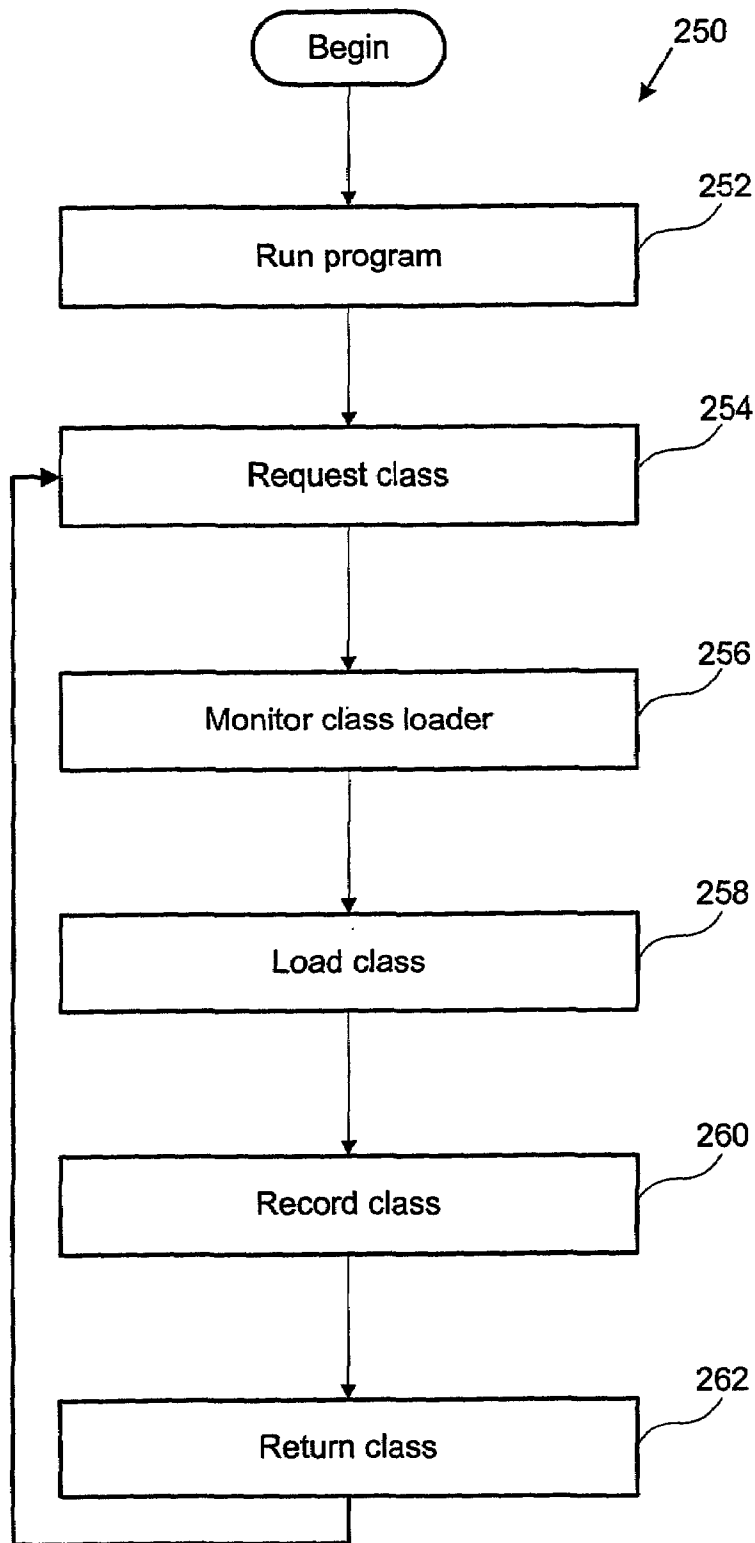 Begin
250
252
Run program
254
Request class
256
Monitor class loader
258
Load class
260
Record class
262
Return class